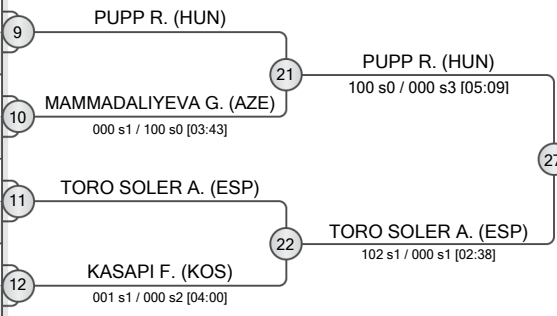 PUPP R. (HUN)
9
21
PUPP R. (HUN)
100 s0 / 000 s3 [05:09]
MAMMADALIYEVA G. (AZE)
10
000 s1 / 100 s0 [03:43]
27
TORO SOLER A. (ESP)
11
22
TORO SOLER A. (ESP)
102 s1 / 000 s1 [02:38]
KASAPI F. (KOS)
12
001 s1 / 000 s2 [04:00]